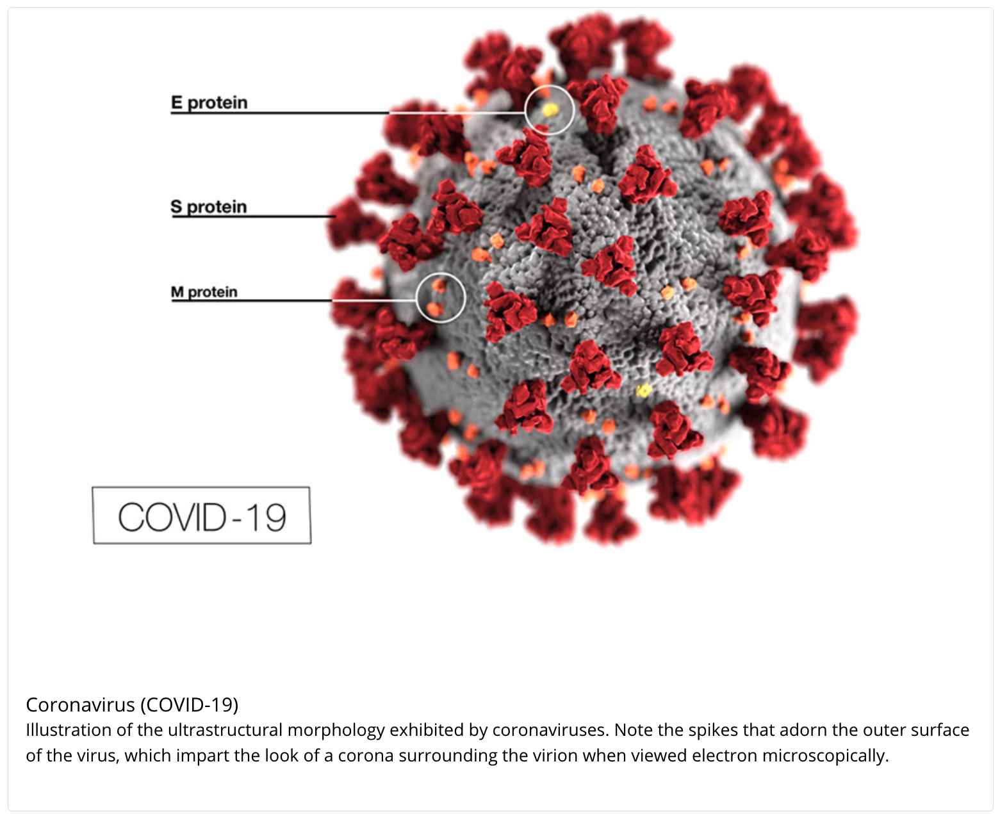 E protein
S protein
M protein
COVID-19
Coronavirus (COVID-19)
Illustration of the ultrastructural morphology exhibited by coronaviruses. Note the spikes that adorn the outer surface
of the virus, which impart the look of a corona surrounding the virion when viewed electron microscopically.